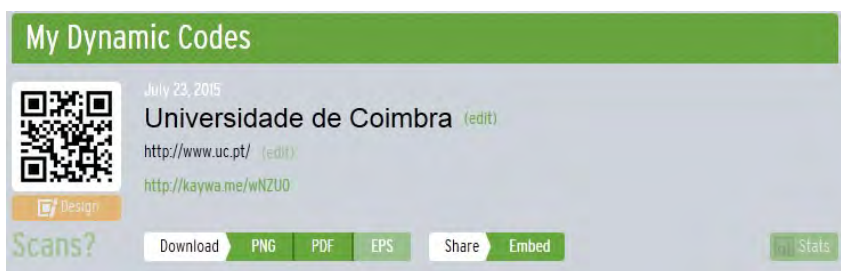 My Dynamic Codes
July 23, 2015
Universidade de Coimbra (edit)
http://www.uc.pt/ (edit)
http://kaywa.me/wNZU0
Design
Scans?
Download PNG PDF EPS Share Embed Stats